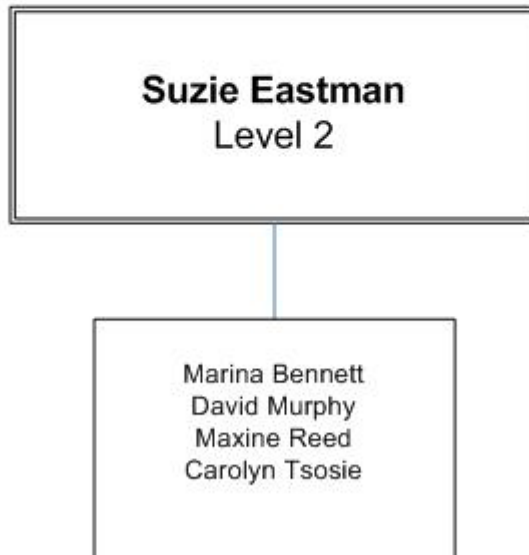 Suzie Eastman
Level 2
Marina Bennett
David Murphy
Maxine Reed
Carolyn Tsosie